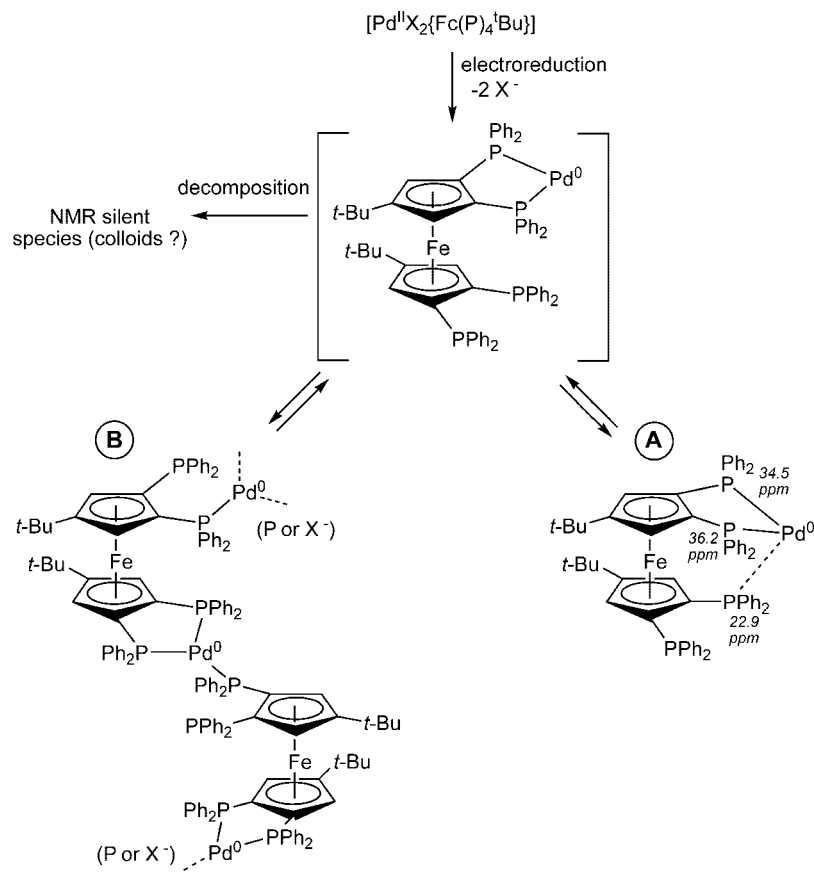 [Pd^II X₂{Fc(P)₄^tBu}]
electroreduction
-2 X⁻
Ph₂
P
Pd⁰
decomposition
t-Bu
P
Ph₂
NMR silent
species (colloids ?)
Fe
t-Bu
PPh₂
PPh₂
B
A
PPh₂
Pd⁰
P
Ph₂
(P or X⁻)
t-Bu
Fe
t-Bu
PPh₂
Ph₂P
Pd⁰
Ph₂P
PPh₂
t-Bu
Fe
t-Bu
Ph₂P
PPh₂
(P or X⁻)
Pd⁰
Ph₂
P
34.5
ppm
t-Bu
36.2
ppm
P
Ph₂
Pd⁰
Fe
t-Bu
PPh₂
22.9
ppm
PPh₂